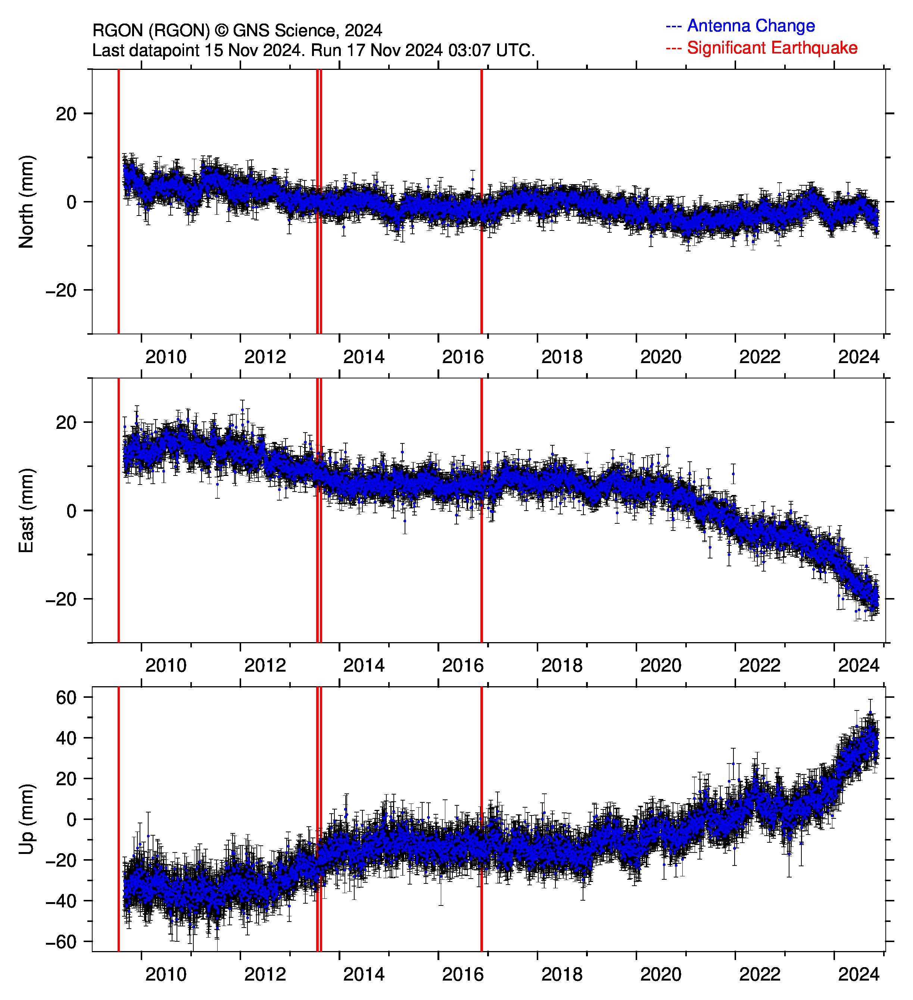 RGON (RGON) © GNS Science, 2024
Last datapoint 15 Nov 2024. Run 17 Nov 2024 03:07 UTC.
--- Antenna Change
--- Significant Earthquake
North (mm)
20
0
−20
2010 2012 2014 2016 2018 2020 2022 2024
East (mm)
20
0
−20
2010 2012 2014 2016 2018 2020 2022 2024
Up (mm)
60
40
20
0
−20
−40
−60
2010 2012 2014 2016 2018 2020 2022 2024